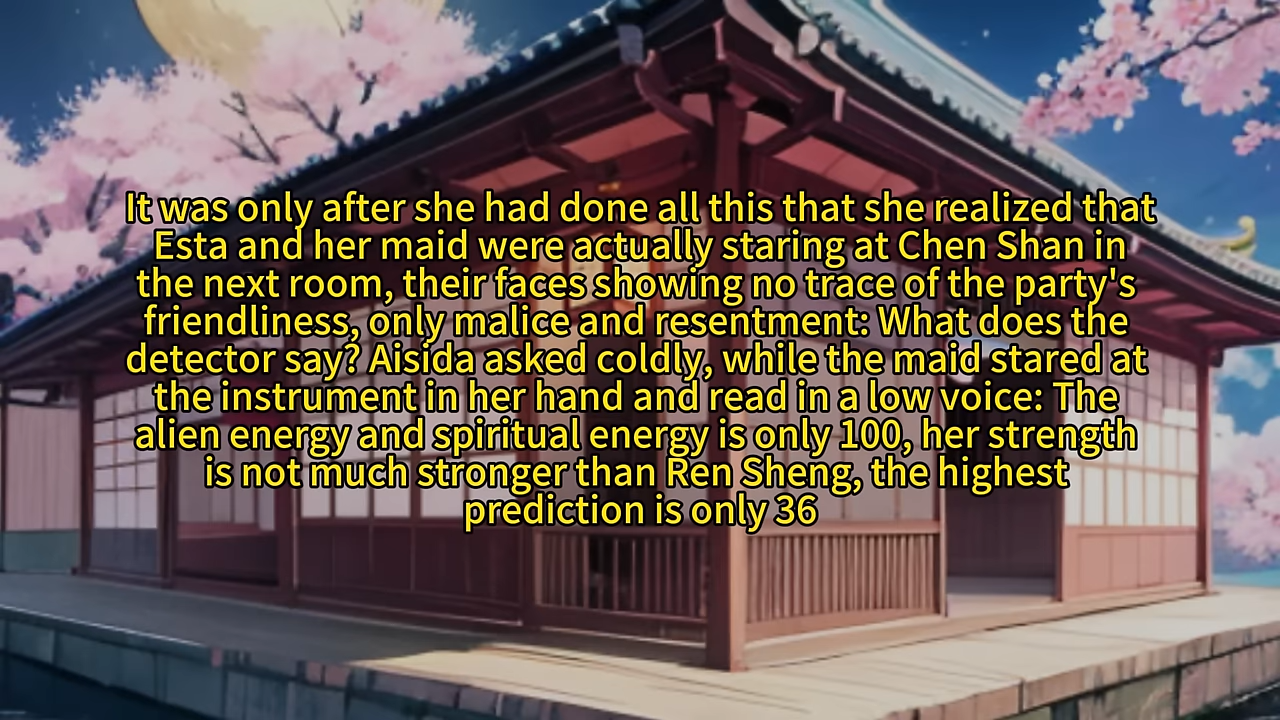 It was only after she had done all this that she realized that
Esta and her maid were actually staring at Chen Shan in
the next room, their faces showing no trace of the party's
friendliness, only malice and resentment: What does the
detector say? Aisida asked coldly, while the maid stared at
the instrument in her hand and read in a low voice: The
alien energy and spiritual energy is only 100, her strength
is not much stronger than Ren Sheng, the highest
prediction is only 36